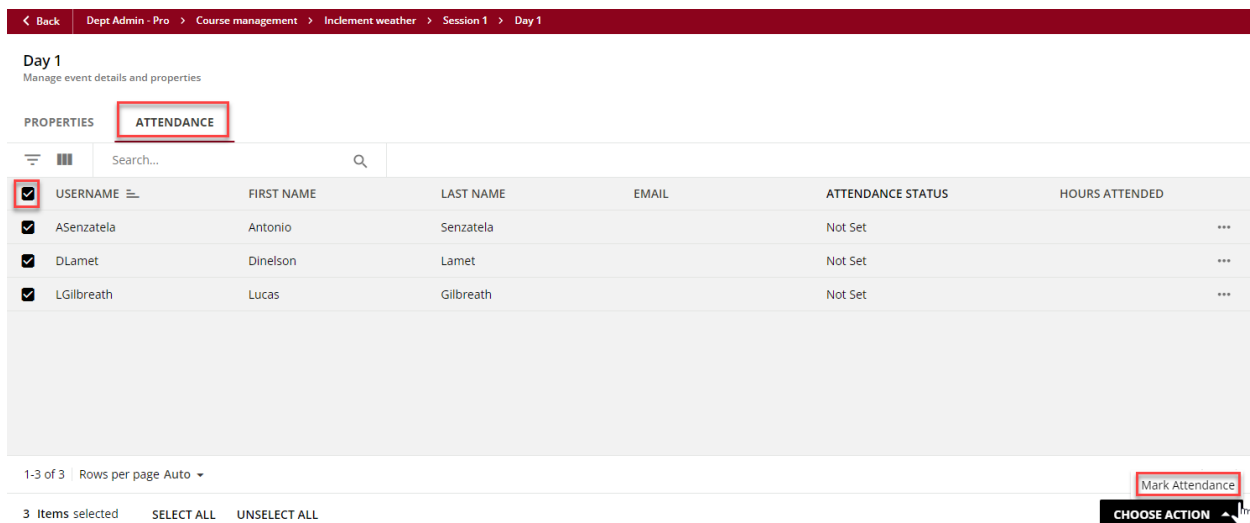 Back Dept Admin - Pro > Course management > Inclement weather > Session 1 > Day 1
Day 1
Manage event details and properties
PROPERTIES ATTENDANCE
Search...
USERNAME FIRST NAME LAST NAME EMAIL ATTENDANCE STATUS HOURS ATTENDED
ASenzatela Antonio Senzatela Not Set
DLamet Dinelson Lamet Not Set
LGilbreath Lucas Gilbreath Not Set
1-3 of 3 Rows per page Auto
Mark Attendance
3 Items selected SELECT ALL UNSELECT ALL CHOOSE ACTION